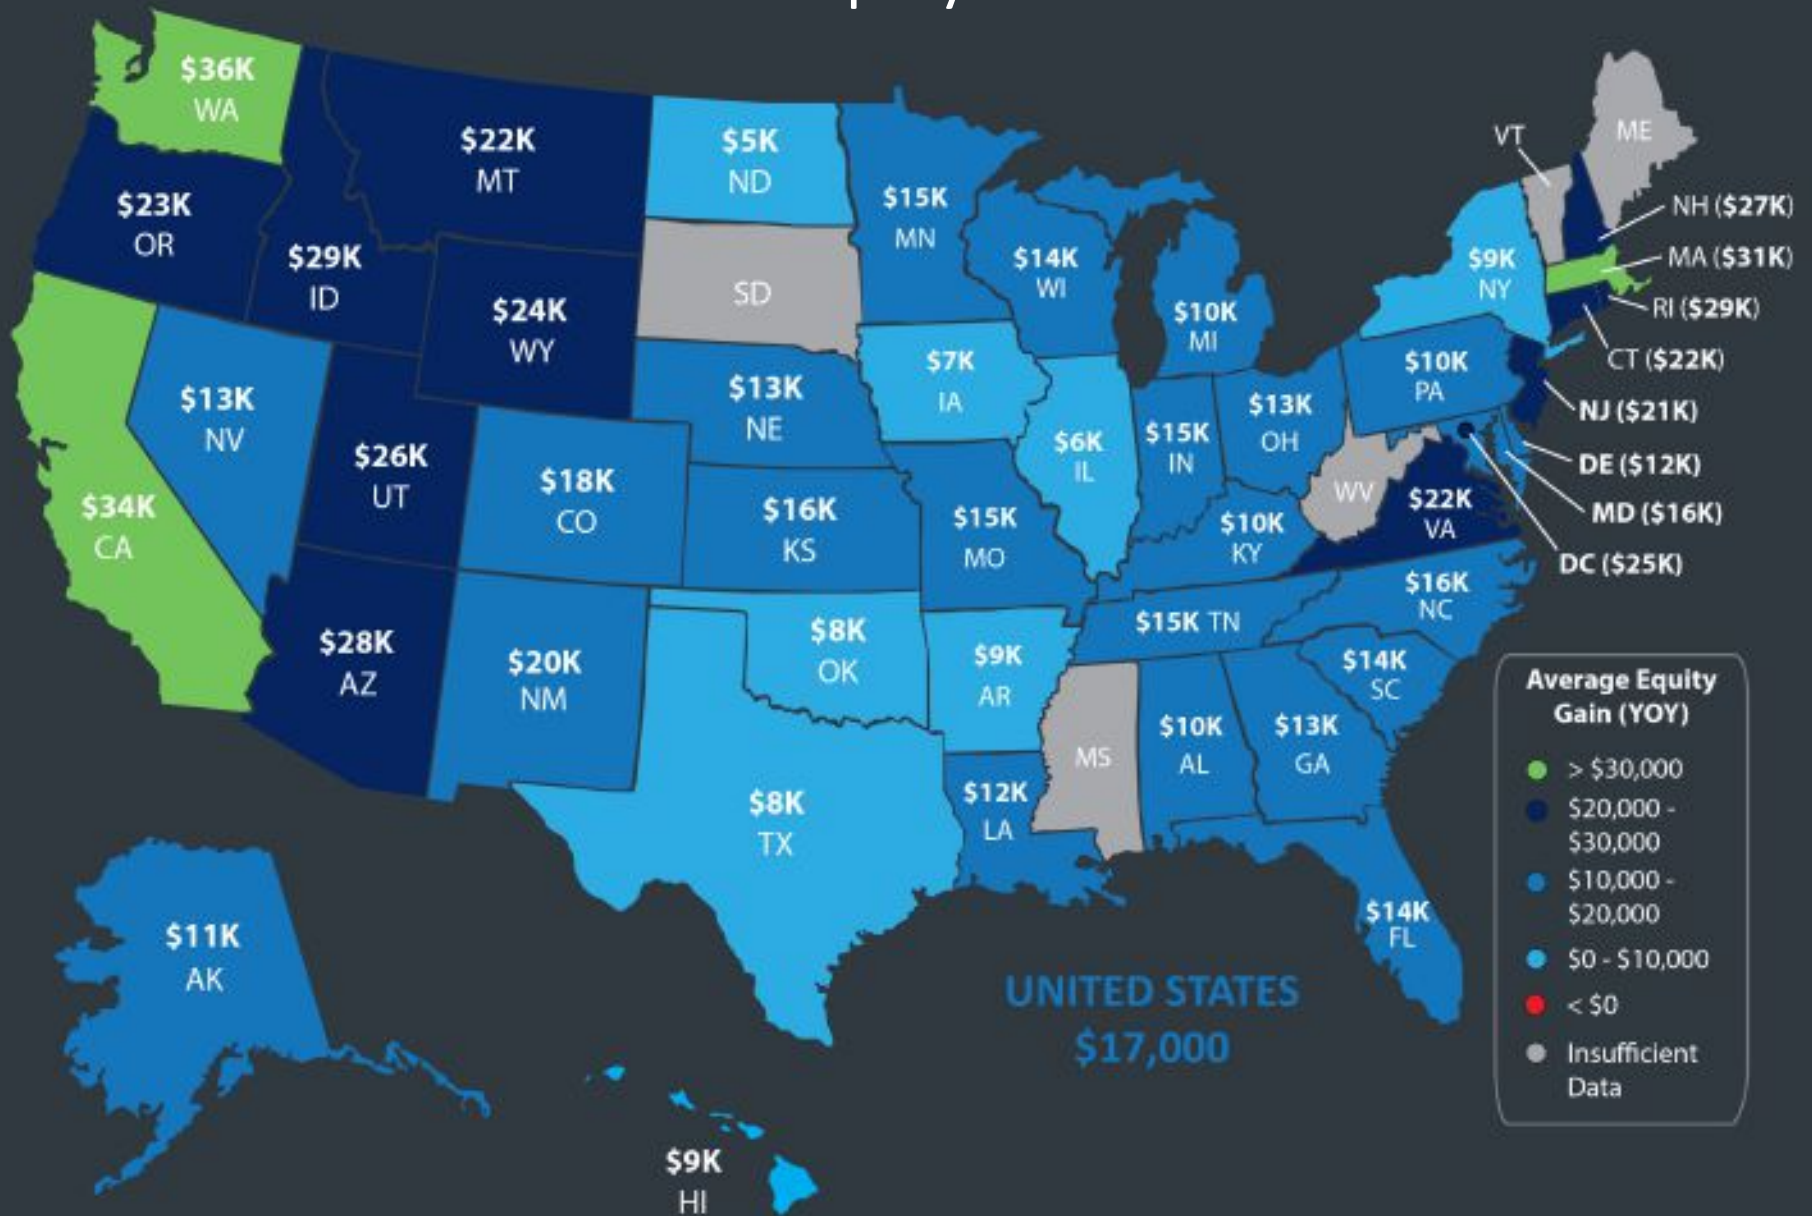 $36K
WA
$23K
OR
$29K
ID
$22K
MT
$24K
WY
$5K
ND
SD
$15K
MN
$14K
WI
$10K
MI
VT
ME
NH ($27K)
MA ($31K)
RI ($29K)
CT ($22K)
NJ ($21K)
DE ($12K)
MD ($16K)
DC ($25K)
$9K
NY
$10K
PA
$34K
CA
$13K
NV
$26K
UT
$18K
CO
$13K
NE
$16K
KS
$7K
IA
$6K
IL
$15K
IN
$13K
OH
WV
$22K
VA
$10K
KY
$15K
MO
$28K
AZ
$20K
NM
$8K
OK
$9K
AR
$15K TN
$16K
NC
$14K
SC
$8K
TX
$12K
LA
MS
$10K
AL
$13K
GA
$14K
FL
$11K
AK
$9K
HI
UNITED STATES
$17,000
Average Equity
Gain (YOY)
> $30,000
$20,000 -
$30,000
$10,000 -
$20,000
$0 - $10,000
< $0
Insufficient
Data